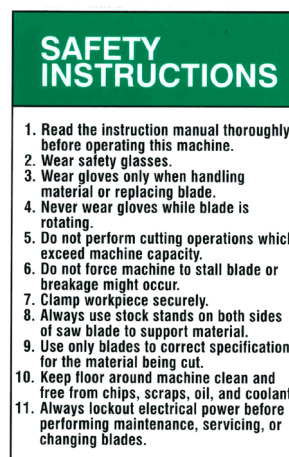 SAFETY
INSTRUCTIONS
1. Read the instruction manual thoroughly
before operating this machine.
2. Wear safety glasses.
3. Wear gloves only when handling
material or replacing blade.
4. Never wear gloves while blade is
rotating.
5. Do not perform cutting operations which
exceed machine capacity.
6. Do not force machine to stall blade or
breakage might occur.
7. Clamp workpiece securely.
8. Always use stock stands on both sides
of saw blade to support material.
9. Use only blades to correct specification
for the material being cut.
10. Keep floor around machine clean and
free from chips, scraps, oil, and coolant
11. Always lockout electrical power before
performing maintenance, servicing, or
changing blades.